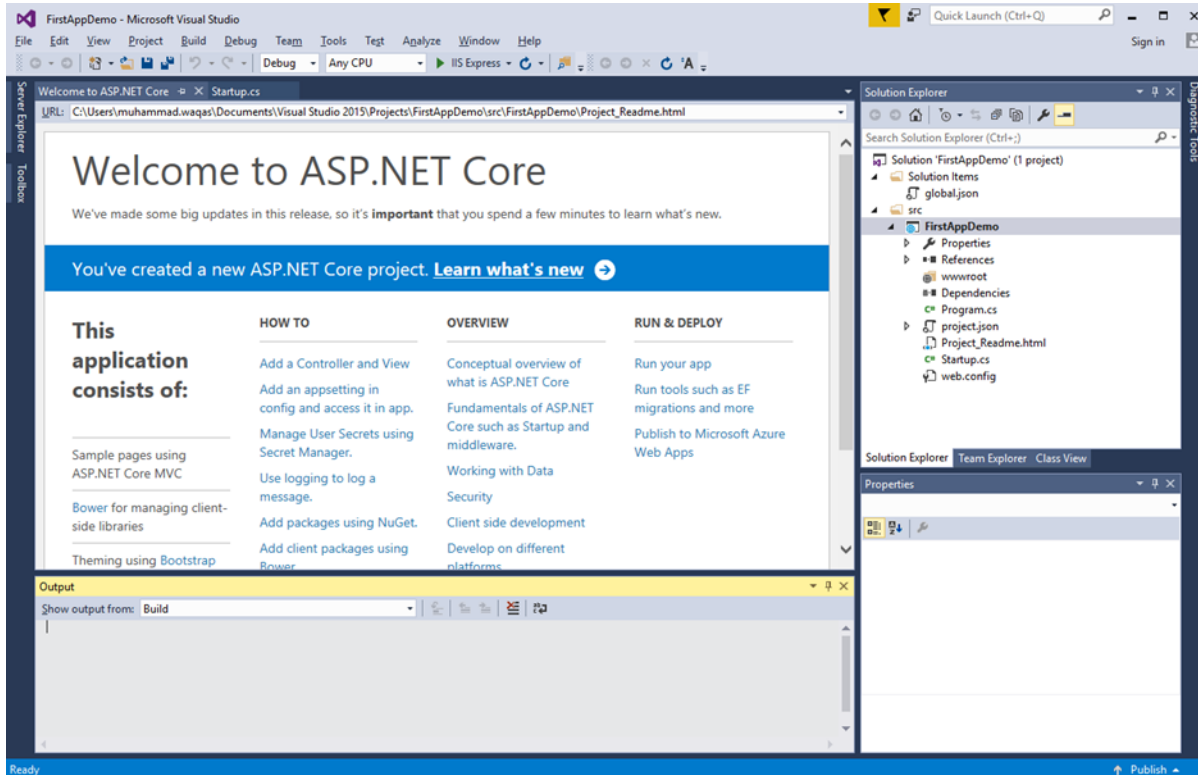 FirstAppDemo - Microsoft Visual Studio
Quick Launch (Ctrl+Q)
File Edit View Project Build Debug Team Tools Test Analyze Window Help
Sign in
Debug Any CPU IIS Express
Server Explorer
Toolbox
Welcome to ASP.NET Core Startup.cs
URL: C:\Users\muhammad.waqas\Documents\Visual Studio 2015\Projects\FirstAppDemo\src\FirstAppDemo\Project_Readme.html
Welcome to ASP.NET Core
We've made some big updates in this release, so it's important that you spend a few minutes to learn what's new.
You've created a new ASP.NET Core project. Learn what's new
This
application
consists of:
Sample pages using
ASP.NET Core MVC
Bower for managing client-
side libraries
Theming using Bootstrap
HOW TO
Add a Controller and View
Add an appsetting in
config and access it in app.
Manage User Secrets using
Secret Manager.
Use logging to log a
message.
Add packages using NuGet.
Add client packages using
Bower.
OVERVIEW
Conceptual overview of
what is ASP.NET Core
Fundamentals of ASP.NET
Core such as Startup and
middleware.
Working with Data
Security
Client side development
Develop on different
platforms
RUN & DEPLOY
Run your app
Run tools such as EF
migrations and more
Publish to Microsoft Azure
Web Apps
Output
Show output from: Build
Solution Explorer
Search Solution Explorer (Ctrl+;)
Solution 'FirstAppDemo' (1 project)
Solution Items
global.json
src
FirstAppDemo
Properties
References
wwwroot
Dependencies
C# Program.cs
project.json
Project_Readme.html
C# Startup.cs
web.config
Solution Explorer Team Explorer Class View
Properties
Diagnostic Tools
Ready
Publish